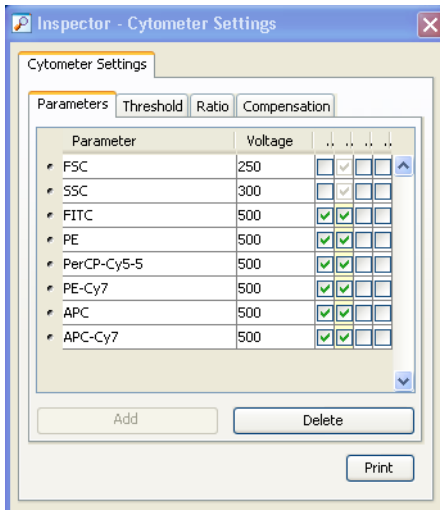 Inspector - Cytometer Settings
Cytometer Settings
Parameters Threshold Ratio Compensation
Parameter Voltage .. .. .. ..
FSC 250
SSC 300
FITC 500
PE 500
PerCP-Cy5-5 500
PE-Cy7 500
APC 500
APC-Cy7 500
Add Delete
Print